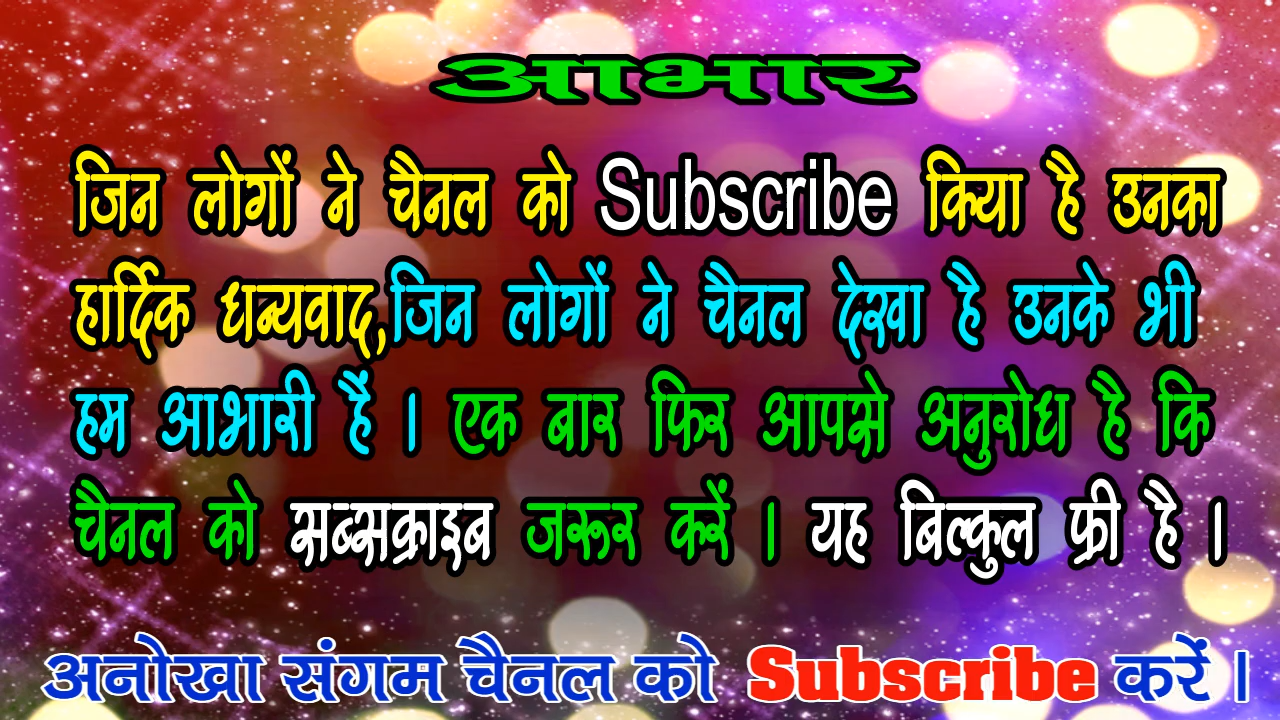 आभार
जिन लोगों ने चैनल को Subscribe किया है उनका
हार्दिक धन्यवाद,जिन लोगों ने चैनल देखा है उनके भी
हम आभारी हैं । एक बार फिर आपसे अनुरोध है कि
चैनल को सब्सक्राइब जरूर करें । यह बिल्कुल फ्री है ।
अनोखा संगम चैनल को Subscribe करें ।